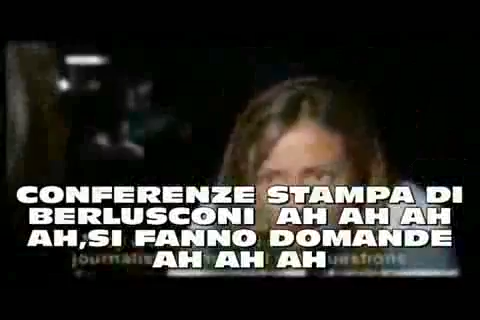 CONFERENZE STAMPA DI
BERLUSCONI AH AH AH
AH,SI FANNO DOMANDE
AH AH AH